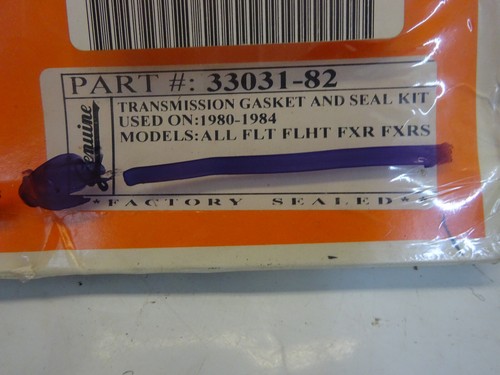 PART #: 33031-82
TRANSMISSION GASKET AND SEAL KIT
USED ON:1980-1984
MODELS:ALL FLT FLHT FXR FXRS
Genuine
*FACTORY SEALED*